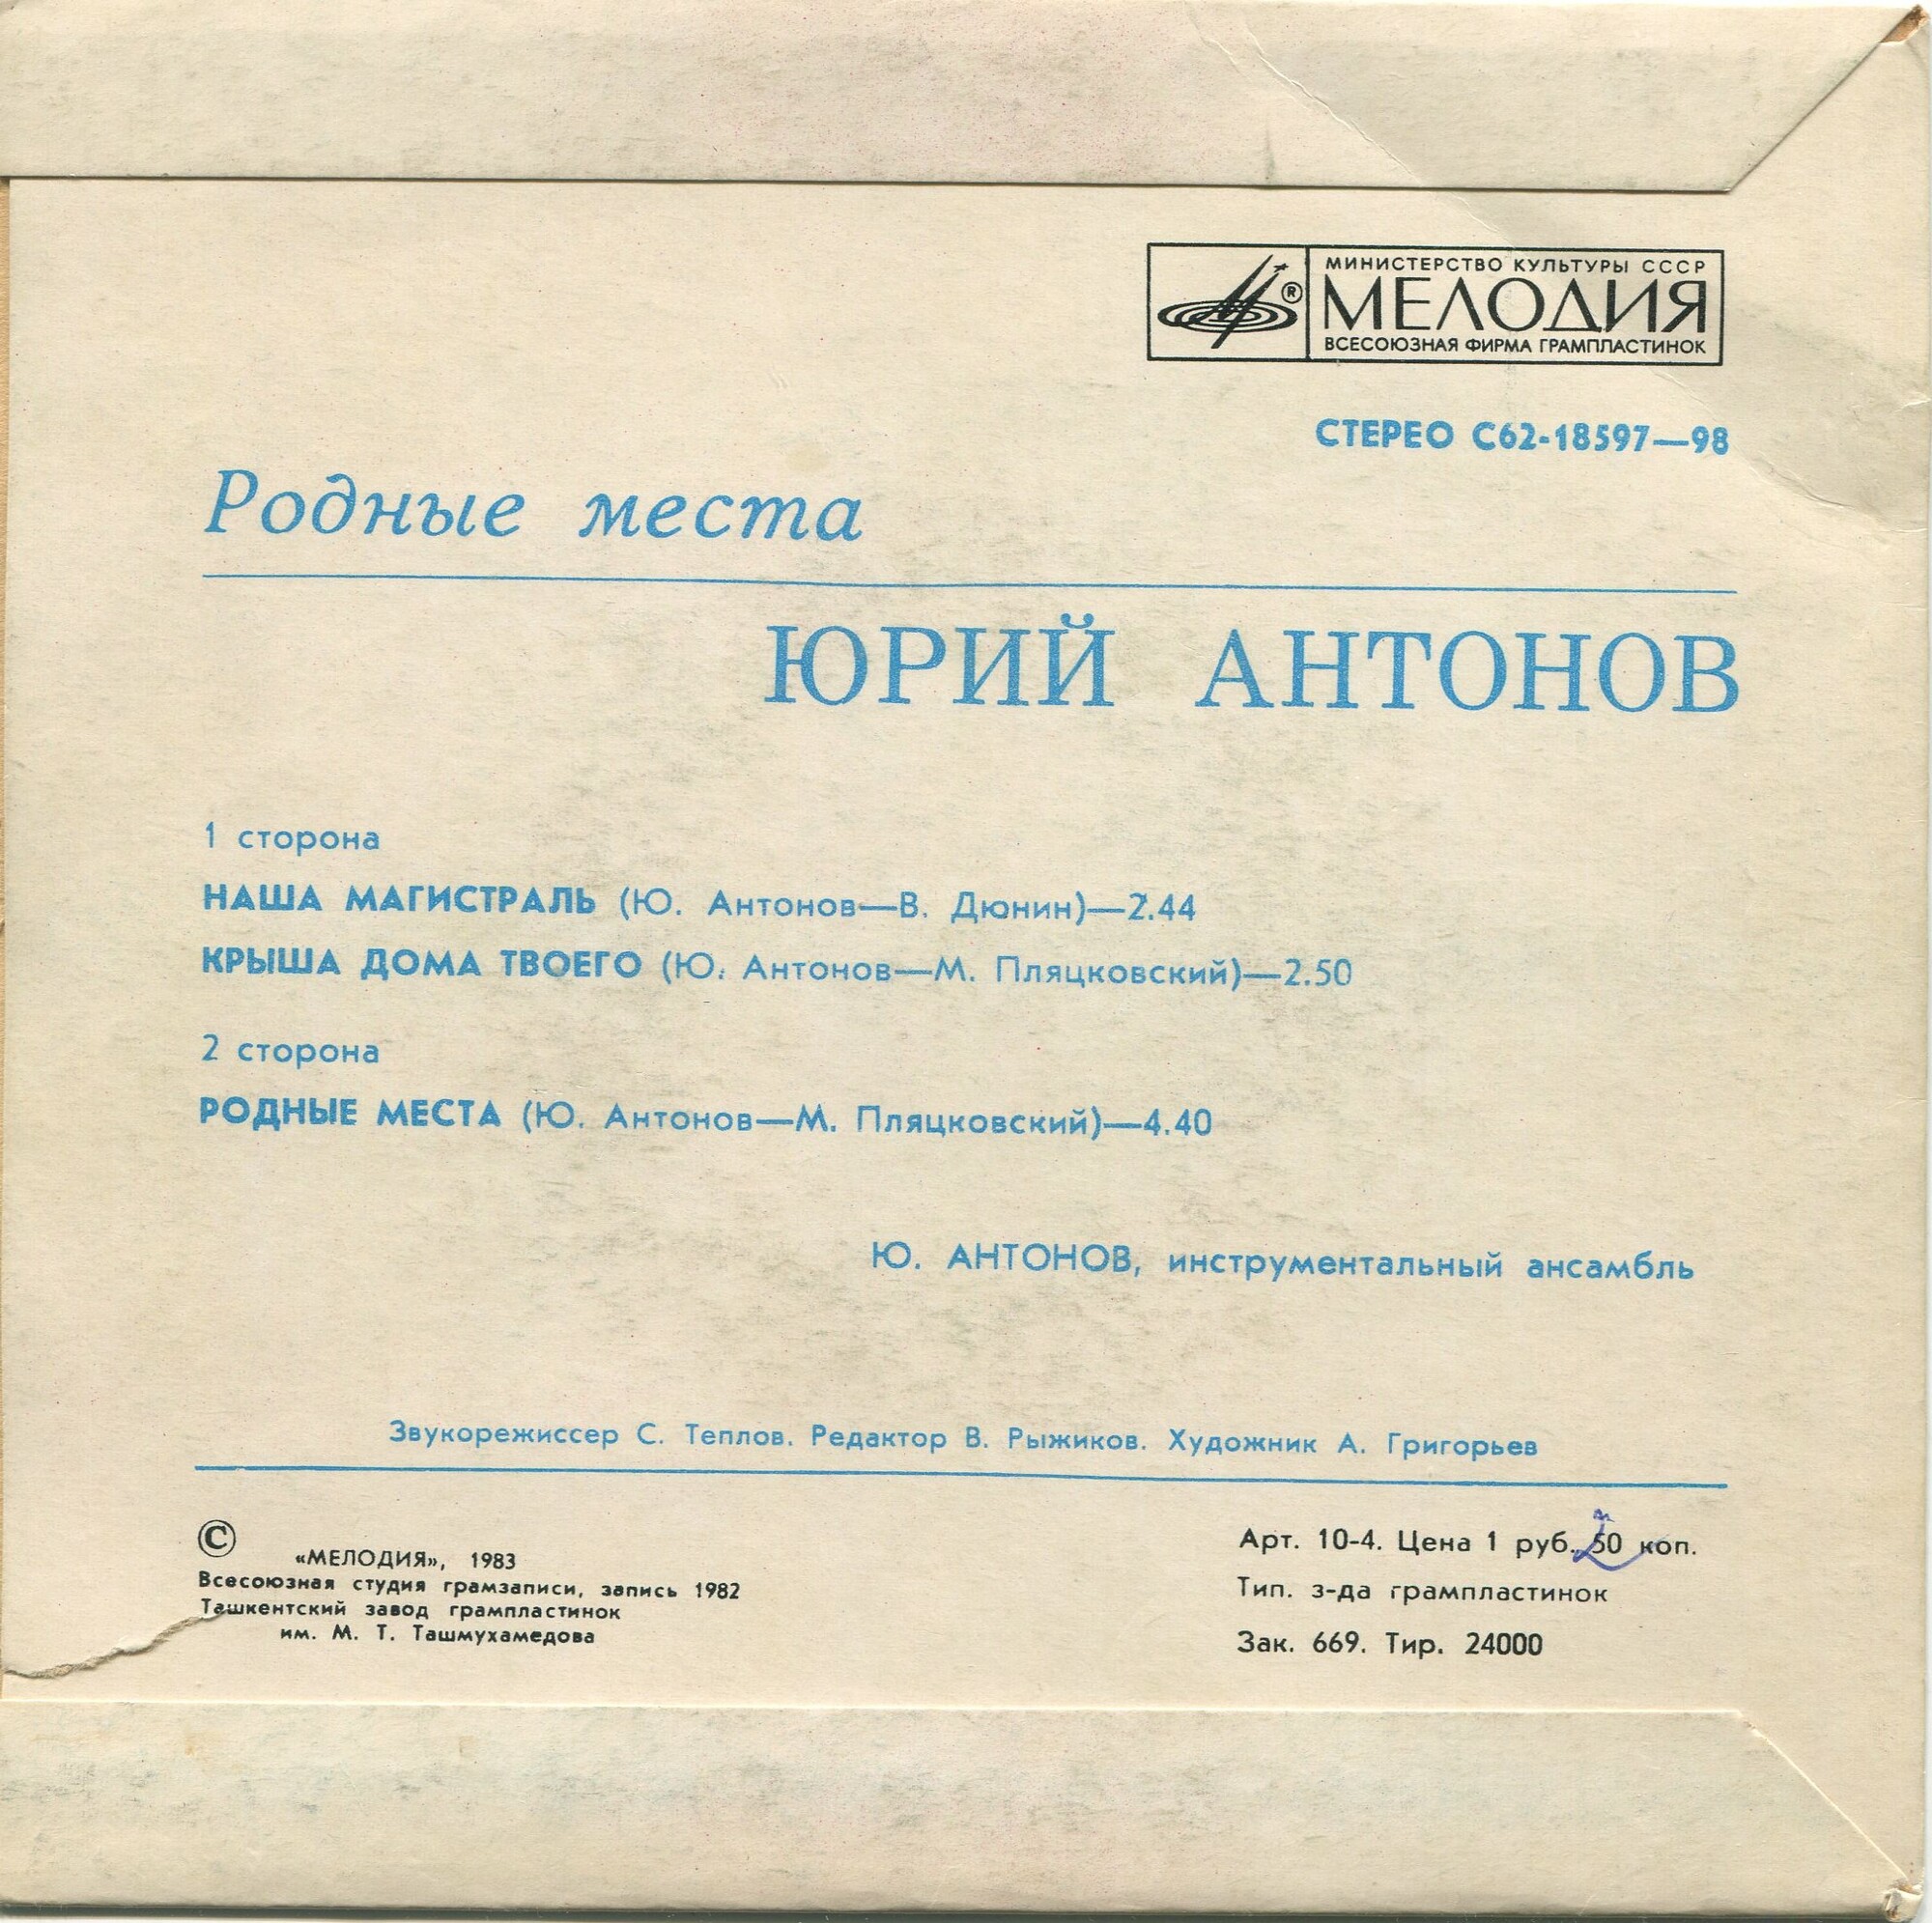 МИНИСТЕРСТВО КУЛЬТУРЫ СССР
МЕЛОДИЯ
®
ВСЕСОЮЗНАЯ ФИРМА ГРАМПЛАСТИНОК
СТЕРЕО С62-18597—98
Родные места
ЮРИЙ АНТОНОВ
1 сторона
НАША МАГИСТРАЛЬ (Ю. Антонов—В. Дюнин)—2.44
КРЫША ДОМА ТВОЕГО (Ю. Антонов—М. Пляцковский)—2.50
2 сторона
РОДНЫЕ МЕСТА (Ю. Антонов—М. Пляцковский)—4.40
Ю. АНТОНОВ, инструментальный ансамбль
Звукорежиссер С. Теплов. Редактор В. Рыжиков. Художник А. Григорьев
© «МЕЛОДИЯ», 1983
Всесоюзная студия грамзаписи, запись 1982
Ташкентский завод грампластинок
им. М. Т. Ташмухамедова
Арт. 10-4. Цена 1 руб. 50 коп.
Тип. з-да грампластинок
Зак. 669. Тир. 24000